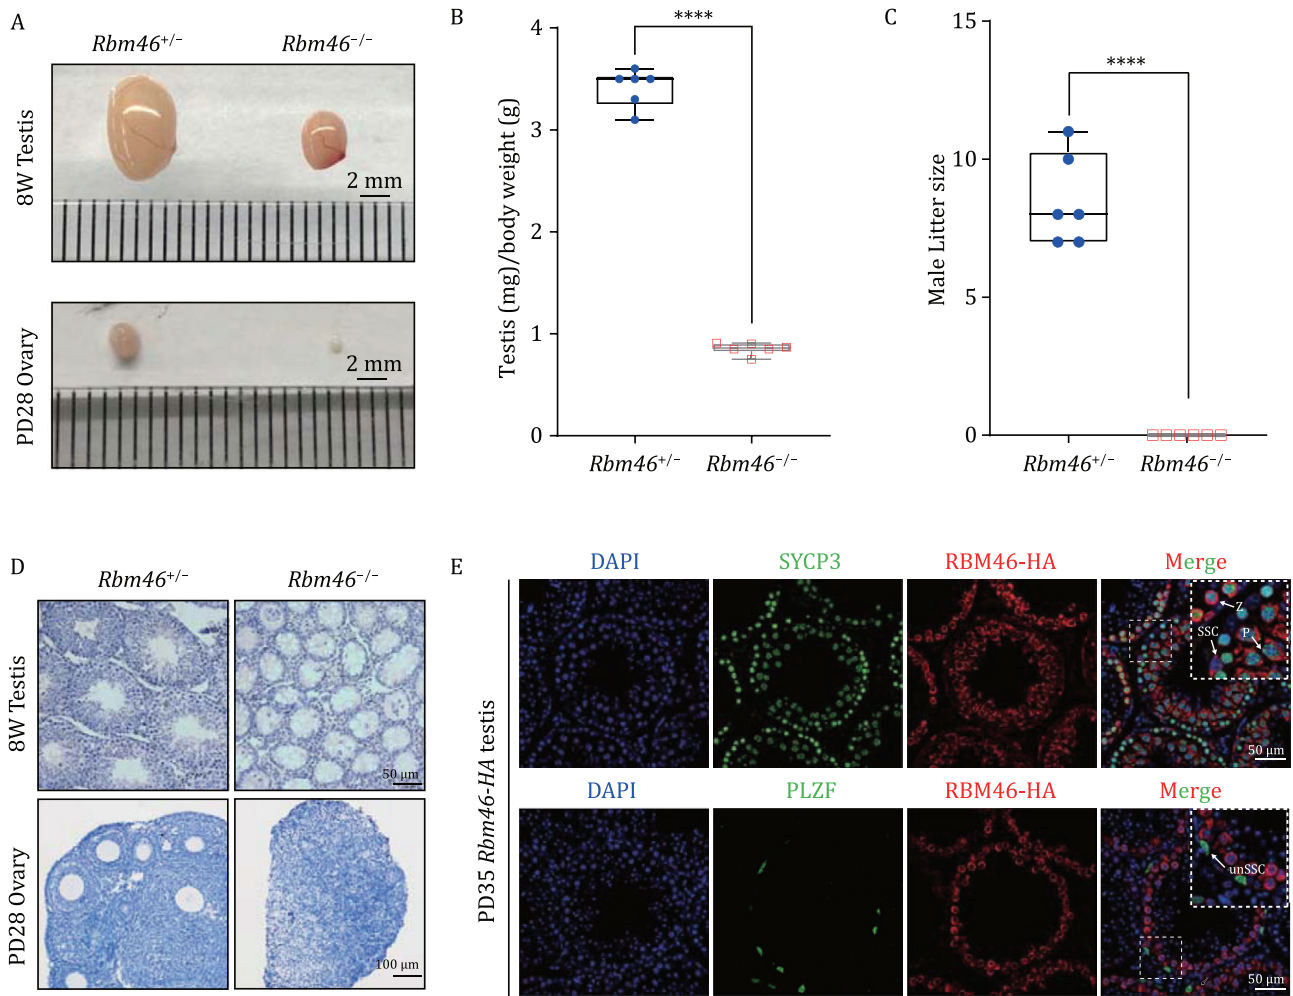 A
Rbm46+/−
Rbm46−/−
8W Testis
2 mm
PD28 Ovary
2 mm
B
Testis (mg)/body weight (g)
4
3
2
1
0
****
Rbm46+/−
Rbm46−/−
C
Male Litter size
15
10
5
0
****
Rbm46+/−
Rbm46−/−
D
Rbm46+/−
Rbm46−/−
8W Testis
50 μm
PD28 Ovary
100 μm
E
PD35 Rbm46-HA testis
DAPI
SYCP3
RBM46-HA
Merge
Z
SSC
P
50 μm
DAPI
PLZF
RBM46-HA
Merge
unSSC
50 μm